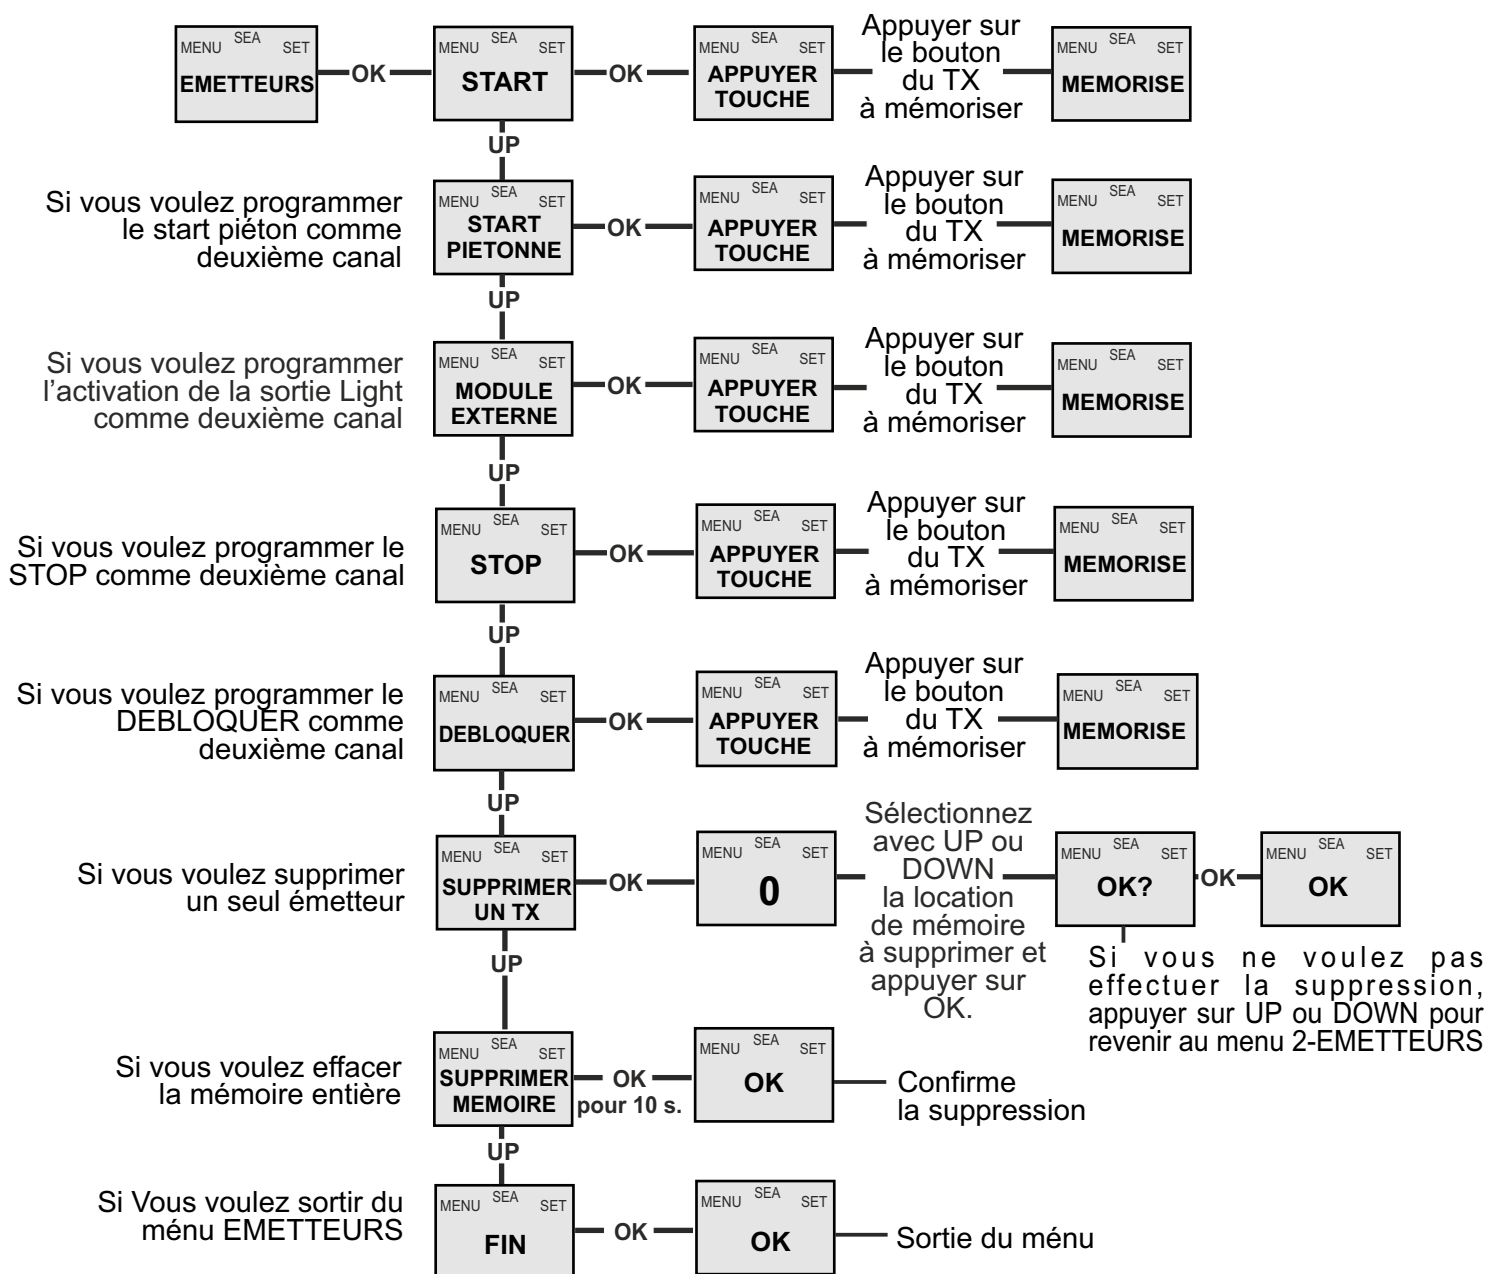 MENU SEA SET
EMETTEURS
OK
MENU SEA SET
START
OK
MENU SEA SET
APPUYER
TOUCHE
Appuyer sur
le bouton
du TX
à mémoriser
MENU SEA SET
MEMORISE
UP
Si vous voulez programmer
le start piéton comme
deuxième canal
MENU SEA SET
START
PIETONNE
OK
MENU SEA SET
APPUYER
TOUCHE
Appuyer sur
le bouton
du TX
à mémoriser
MENU SEA SET
MEMORISE
UP
Si vous voulez programmer
l’activation de la sortie Light
comme deuxième canal
MENU SEA SET
MODULE
EXTERNE
OK
MENU SEA SET
APPUYER
TOUCHE
Appuyer sur
le bouton
du TX
à mémoriser
MENU SEA SET
MEMORISE
UP
Si vous voulez programmer le
STOP comme deuxième canal
MENU SEA SET
STOP
OK
MENU SEA SET
APPUYER
TOUCHE
Appuyer sur
le bouton
du TX
à mémoriser
MENU SEA SET
MEMORISE
UP
Si vous voulez programmer le
DEBLOQUER comme
deuxième canal
MENU SEA SET
DEBLOQUER
OK
MENU SEA SET
APPUYER
TOUCHE
Appuyer sur
le bouton
du TX
à mémoriser
MENU SEA SET
MEMORISE
UP
Si vous voulez supprimer
un seul émetteur
MENU SEA SET
SUPPRIMER
UN TX
OK
MENU SEA SET
0
Sélectionnez
avec UP ou
DOWN
la location
de mémoire
à supprimer et
appuyer sur
OK.
MENU SEA SET
OK?
OK
MENU SEA SET
OK
Si vous ne voulez pas
effectuer la suppression,
appuyer sur UP ou DOWN pour
revenir au menu 2-EMETTEURS
UP
Si vous voulez effacer
la mémoire entière
MENU SEA SET
SUPPRIMER
MEMOIRE
OK
pour 10 s.
MENU SEA SET
OK
Confirme
la suppression
UP
Si Vous voulez sortir du
ménu EMETTEURS
MENU SEA SET
FIN
OK
MENU SEA SET
OK
Sortie du ménu